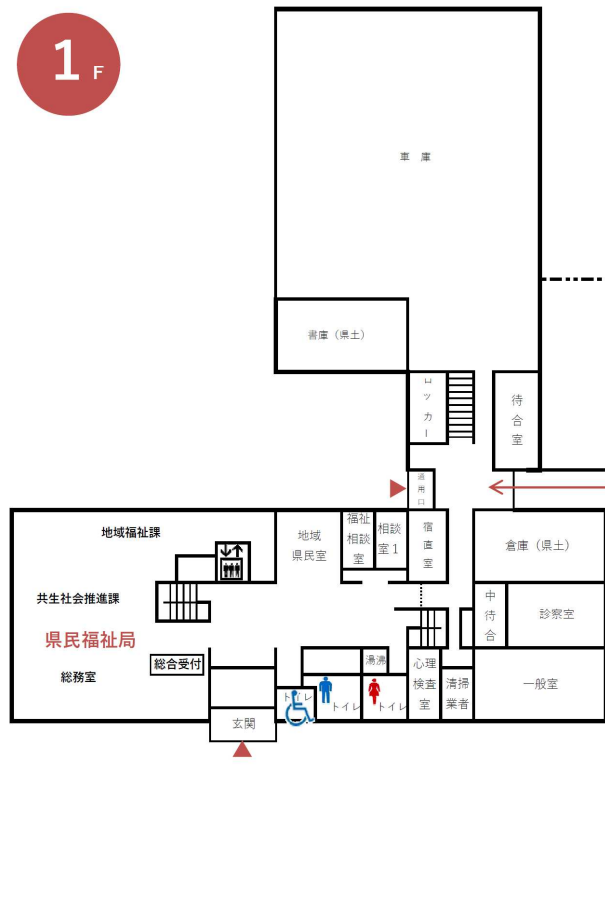 1 F
車 庫
書庫（県土）
ロッカー
待合室
通用口
地域福祉課
地域
県民室
福祉
相談
室
相談
室１
宿直室
倉庫（県土）
共生社会推進課
中待合
診察室
県民福祉局
総合受付
総務室
湯沸
心理
検査
室
清掃
業者
一般室
トイレ
トイレ
トイレ
玄関